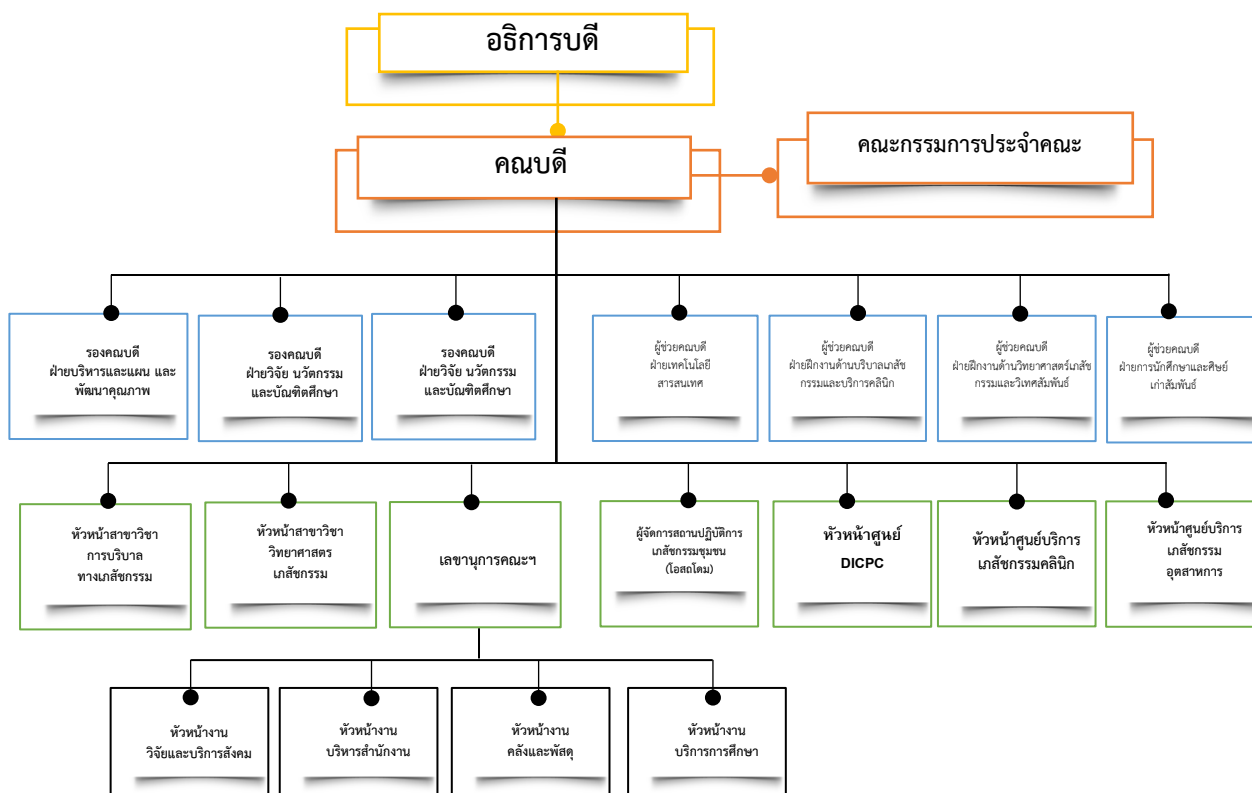 อธิการบดี
คณบดี
คณะกรรมการประจำคณะ
รองคณบดี
ฝ่ายบริหารและแผน และ
พัฒนาคุณภาพ
รองคณบดี
ฝ่ายวิจัย นวัตกรรม
และบัณฑิตศึกษา
รองคณบดี
ฝ่ายวิจัย นวัตกรรม
และบัณฑิตศึกษา
ผู้ช่วยคณบดี
ฝ่ายเทคโนโลยี
สารสนเทศ
ผู้ช่วยคณบดี
ฝ่ายฝึกงานด้านบริบาลเภสัช
กรรมและบริการคลินิก
ผู้ช่วยคณบดี
ฝ่ายฝึกงานด้านวิทยาศาสตร์เภสัช
กรรมและวิเทศสัมพันธ์
ผู้ช่วยคณบดี
ฝ่ายการนักศึกษาและศิษย์
เก่าสัมพันธ์
หัวหน้าสาขาวิชา
การบริบาล
ทางเภสัชกรรม
หัวหน้าสาขาวิชา
วิทยาศาสตร
เภสัชกรรม
เลขานุการคณะฯ
ผู้จัดการสถานปฏิบัติการ
เภสัชกรรมชุมชน
(โอสถโดม)
หัวหน้าศูนย์
DICPC
หัวหน้าศูนย์บริการ
เภสัชกรรมคลินิก
หัวหน้าศูนย์บริการ
เภสัชกรรม
อุตสาหการ
หัวหน้างาน
วิจัยและบริการสังคม
หัวหน้างาน
บริหารสำนักงาน
หัวหน้างาน
คลังและพัสดุ
หัวหน้างาน
บริการการศึกษา